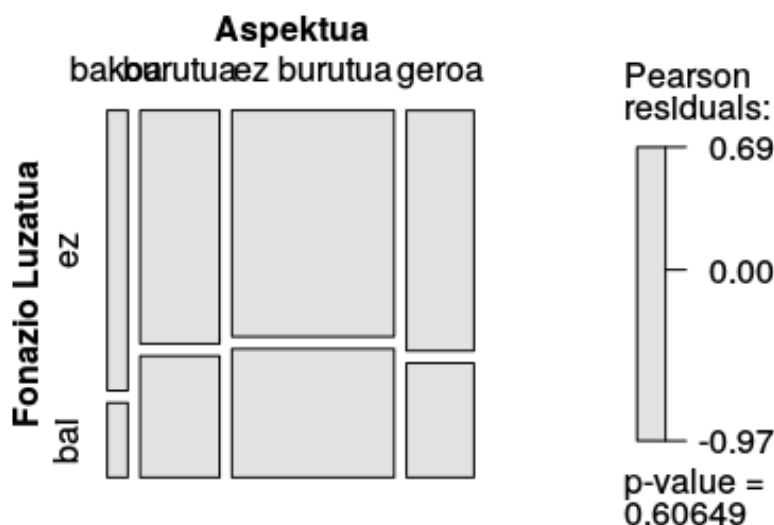 Aspektua
burutua ez burutua geroa
Fonazio Luzatua
ez
bai
Pearson
residuals:
0.69
0.00
-0.97
p-value =
0.60649